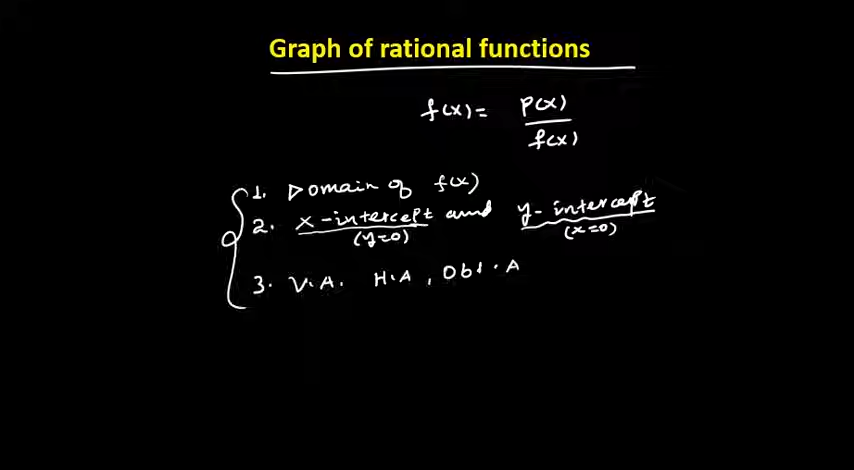 Graph of rational functions
f(x) = P(x)
f(x)
1. Domain of f(x)
2. x-intercept and y-intercept
(y=0) (x=0)
3. V.A. H.A, Obl.A